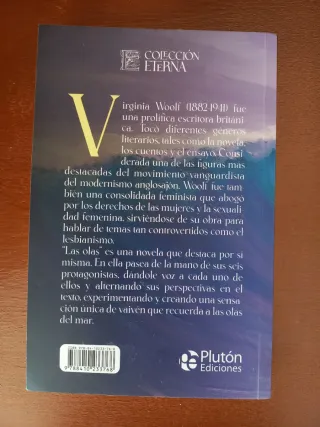 COLECCIÓN
ETERNA
Virginia Woolf (1882-1941) fue
una prolífica escritora británi
ca. Tocó diferentes géneros
literarios, tales como la novela,
los cuentos y el ensayo. Consi
derada una de las figuras más
destacadas del movimiento vanguardista
del modernismo anglosajón, Woolf fue tam
bién una consolidada feminista que abogó
por los derechos de las mujeres y la sexuali
dad femenina, sirviéndose de su obra para
hablar de temas tan controvertidos como el
lesbianismo.
"Las olas" es una novela que destaca por sí
misma. En ella pasea de la mano de sus seis
protagonistas, dándole voz a cada uno de
ellos y alternando sus perspectivas en el
texto, experimentando y creando una sensa
ción única de vaivén que recuerda a las olas
del mar.
Plutón
Ediciones